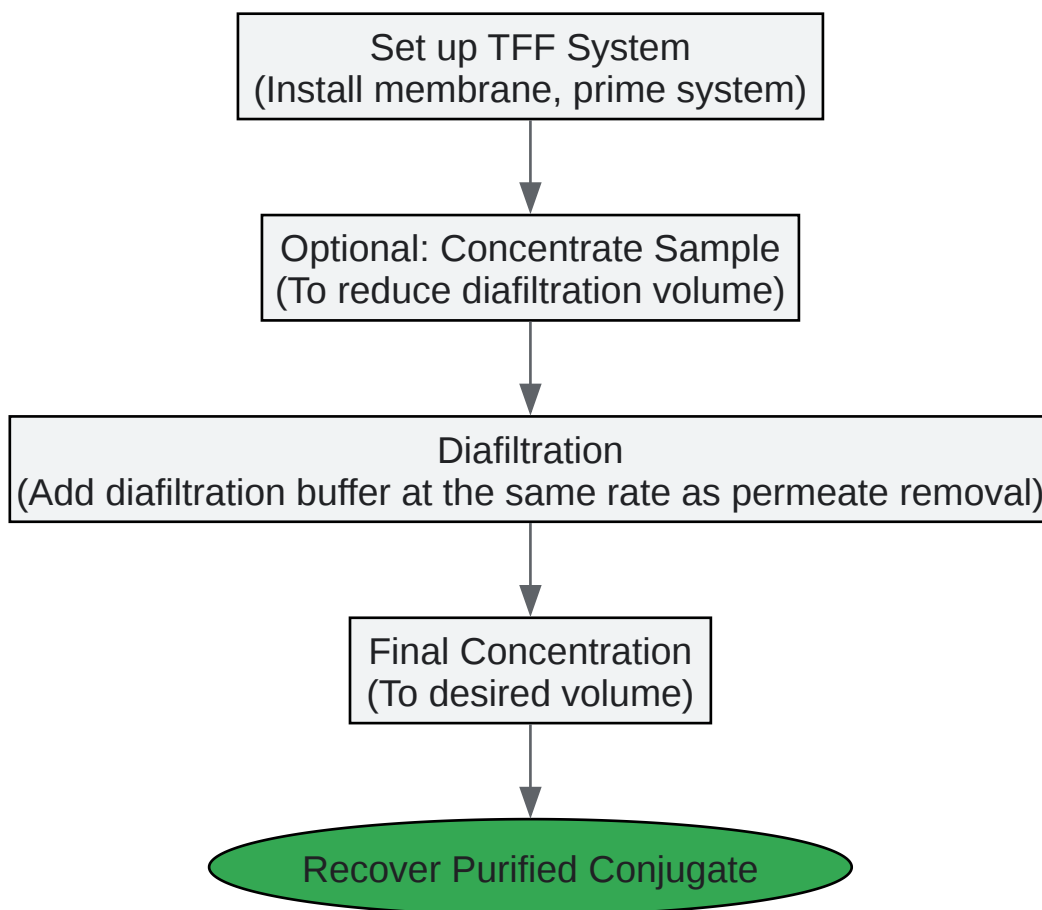 Set up TFF System
(Install membrane, prime system)
Optional: Concentrate Sample
(To reduce diafiltration volume)
Diafiltration
(Add diafiltration buffer at the same rate as permeate removal)
Final Concentration
(To desired volume)
Recover Purified Conjugate